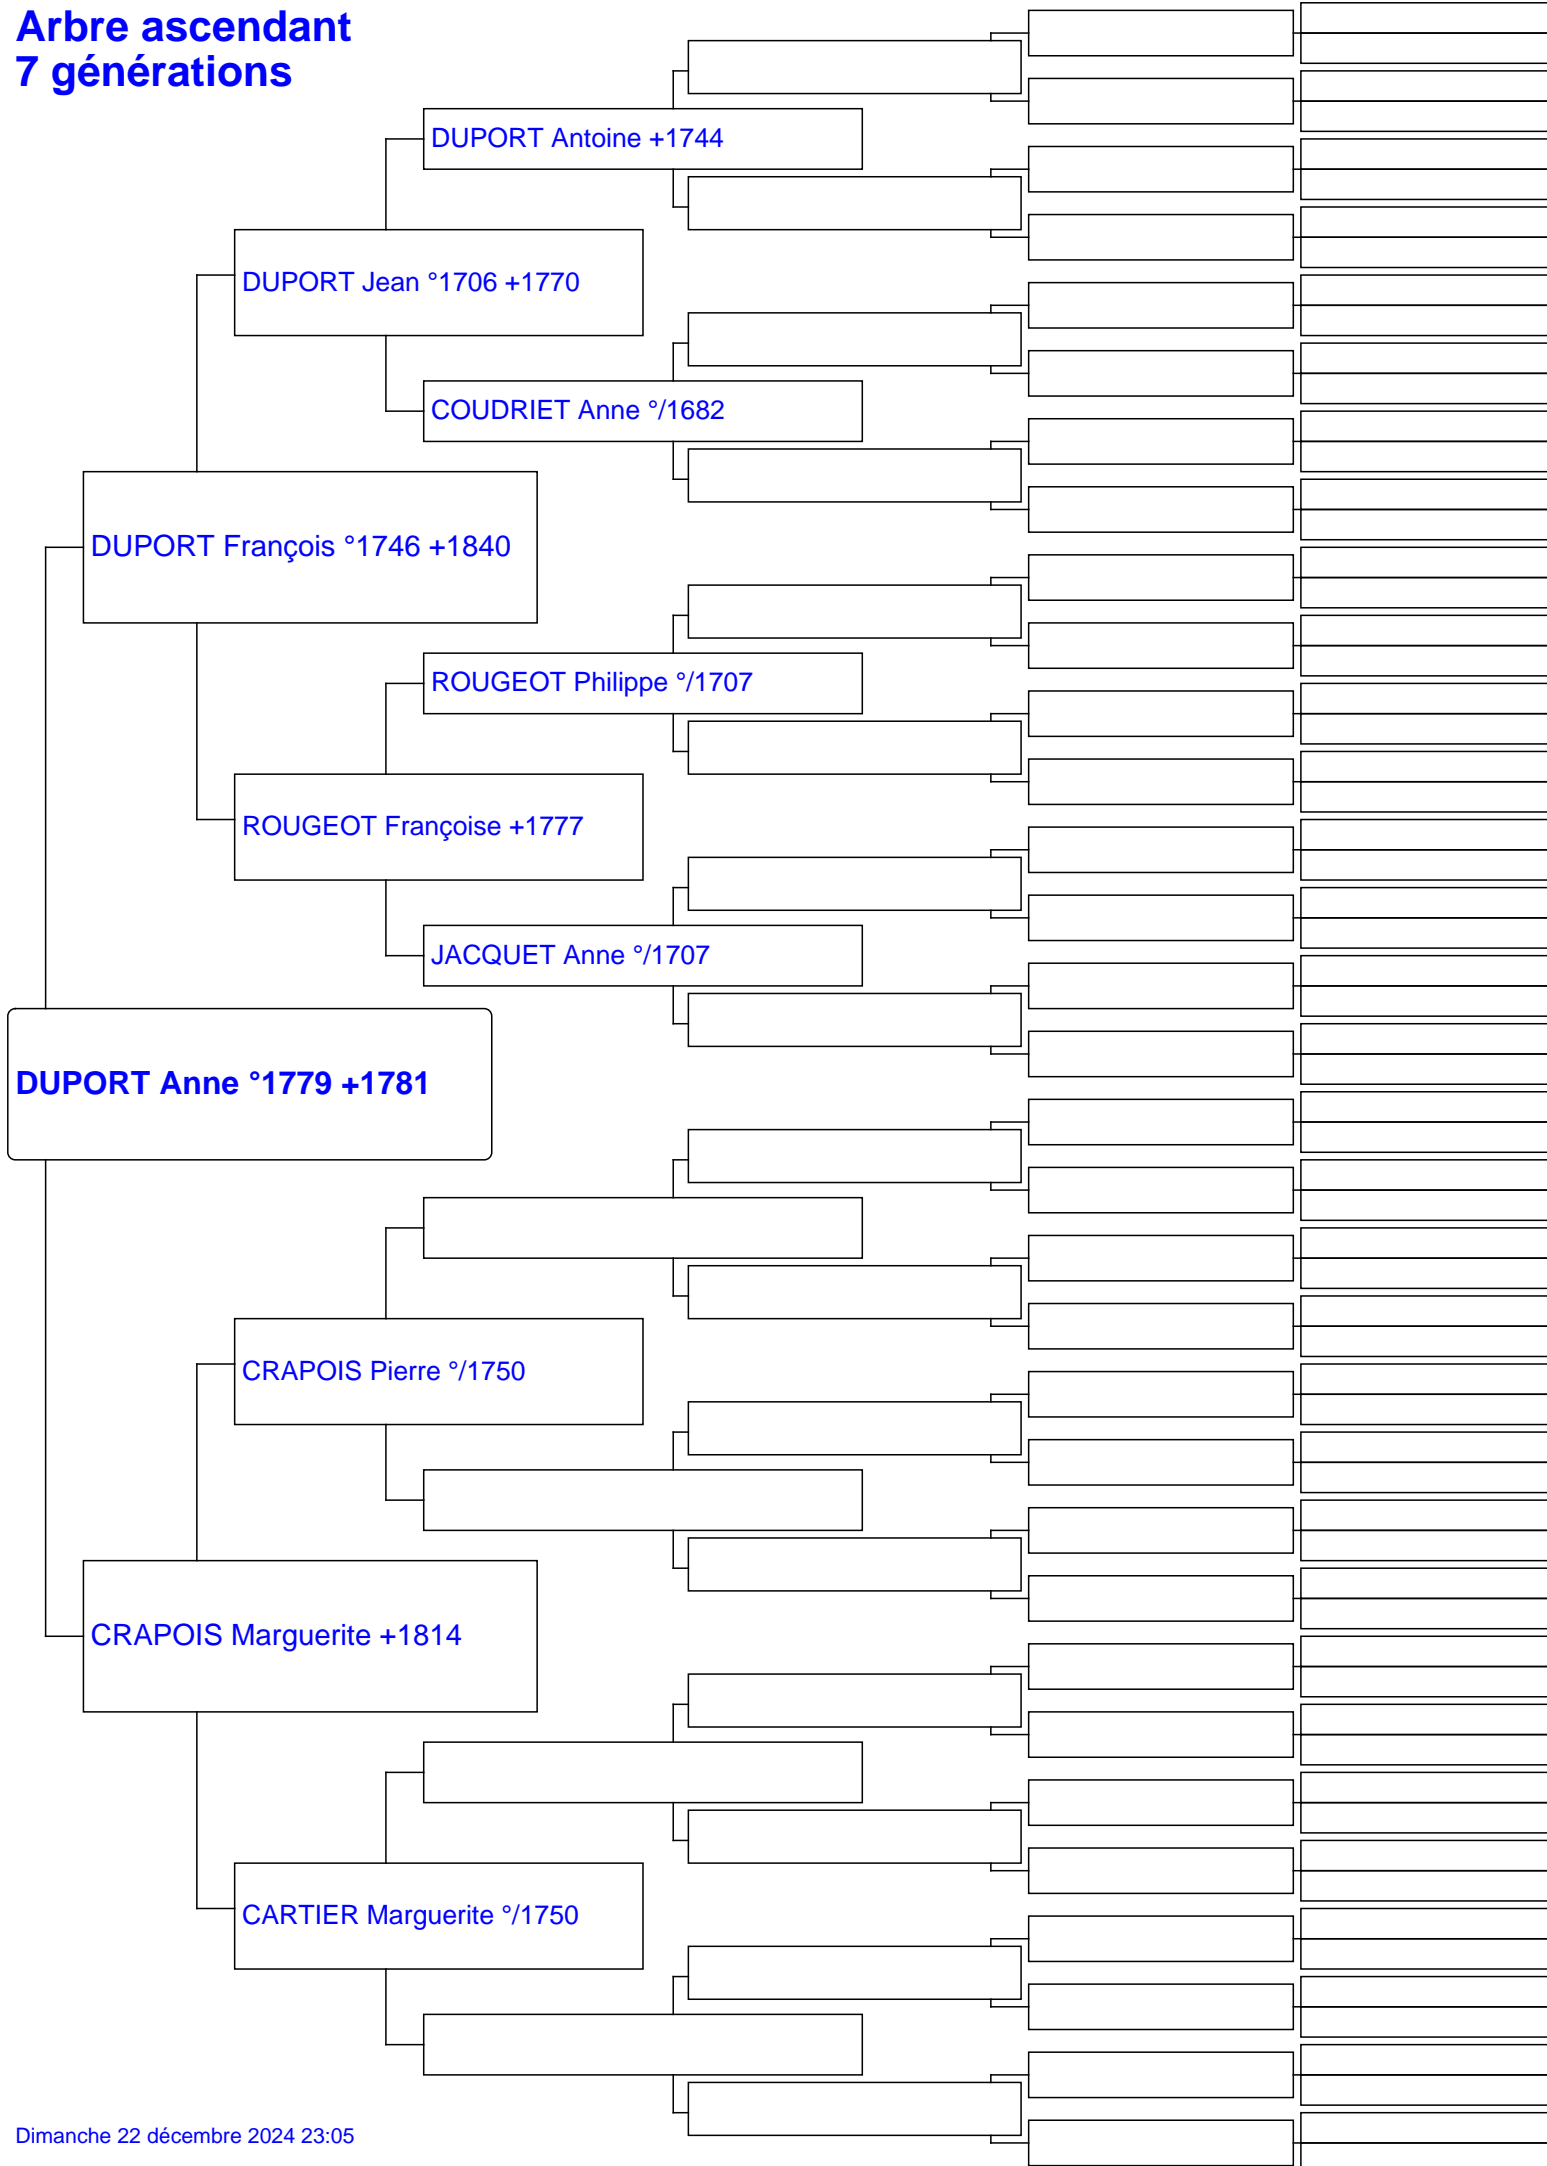 Arbre ascendant
7 générations
DUPORT Antoine +1744
DUPORT Jean °1706 +1770
COUDRIET Anne °/1682
DUPORT François °1746 +1840
ROUGEOT Philippe °/1707
ROUGEOT Françoise +1777
JACQUET Anne °/1707
DUPORT Anne °1779 +1781
CRAPOIS Pierre °/1750
CRAPOIS Marguerite +1814
CARTIER Marguerite °/1750
Dimanche 22 décembre 2024 23:05